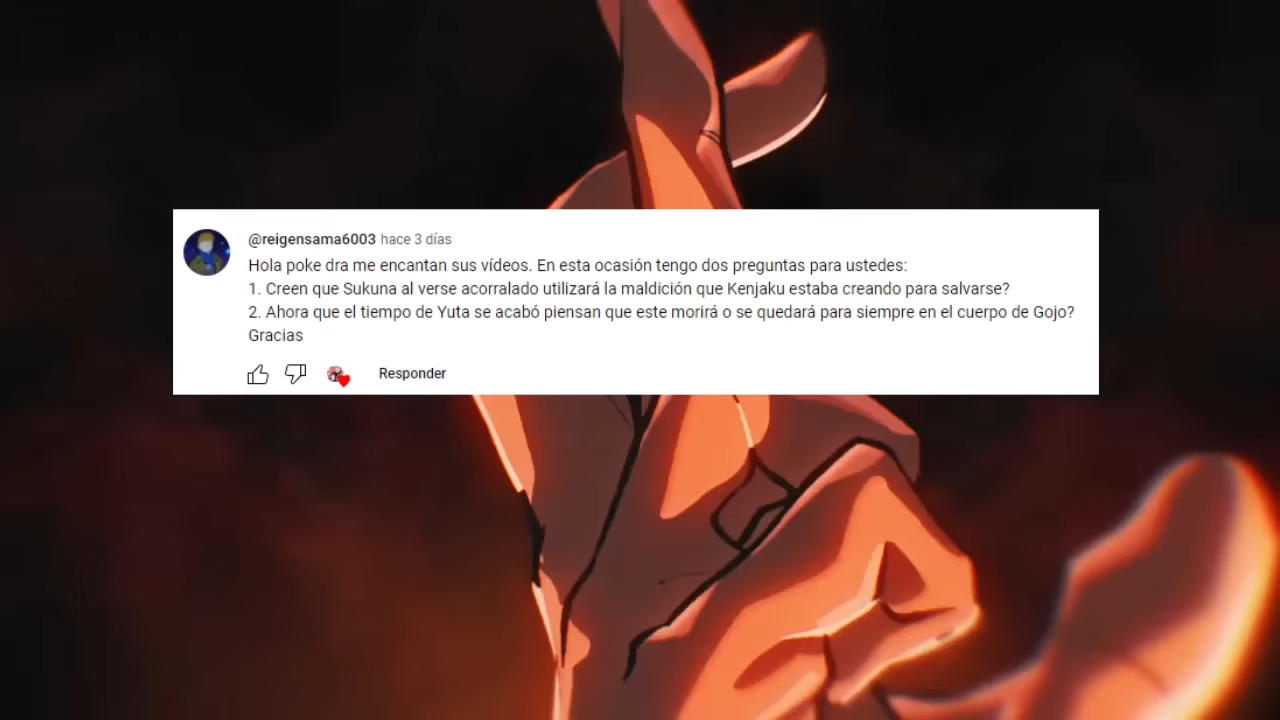 @reigensama6003 hace 3 días
Hola poke dra me encantan sus vídeos. En esta ocasión tengo dos preguntas para ustedes:
1. Creen que Sukuna al verse acorralado utilizará la maldición que Kenjaku estaba creando para salvarse?
2. Ahora que el tiempo de Yuta se acabó piensan que este morirá o se quedará para siempre en el cuerpo de Gojo?
Gracias
Responder